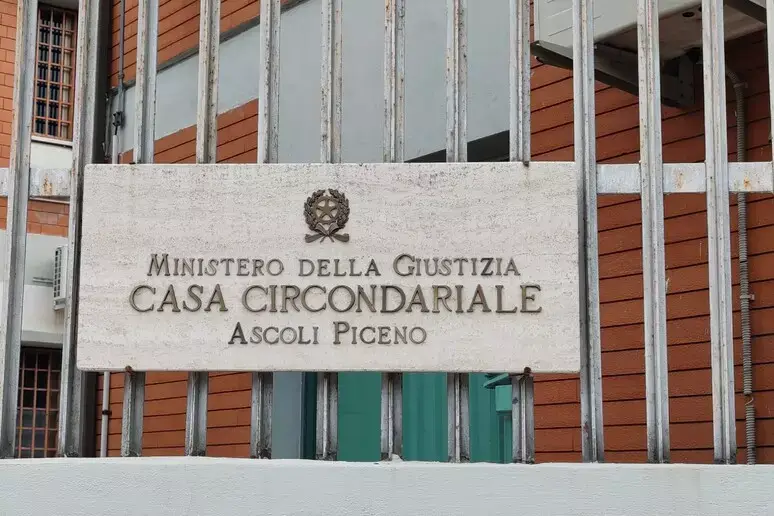 Ministero della Giustizia
CASA CIRCONDARIALE
Ascoli Piceno